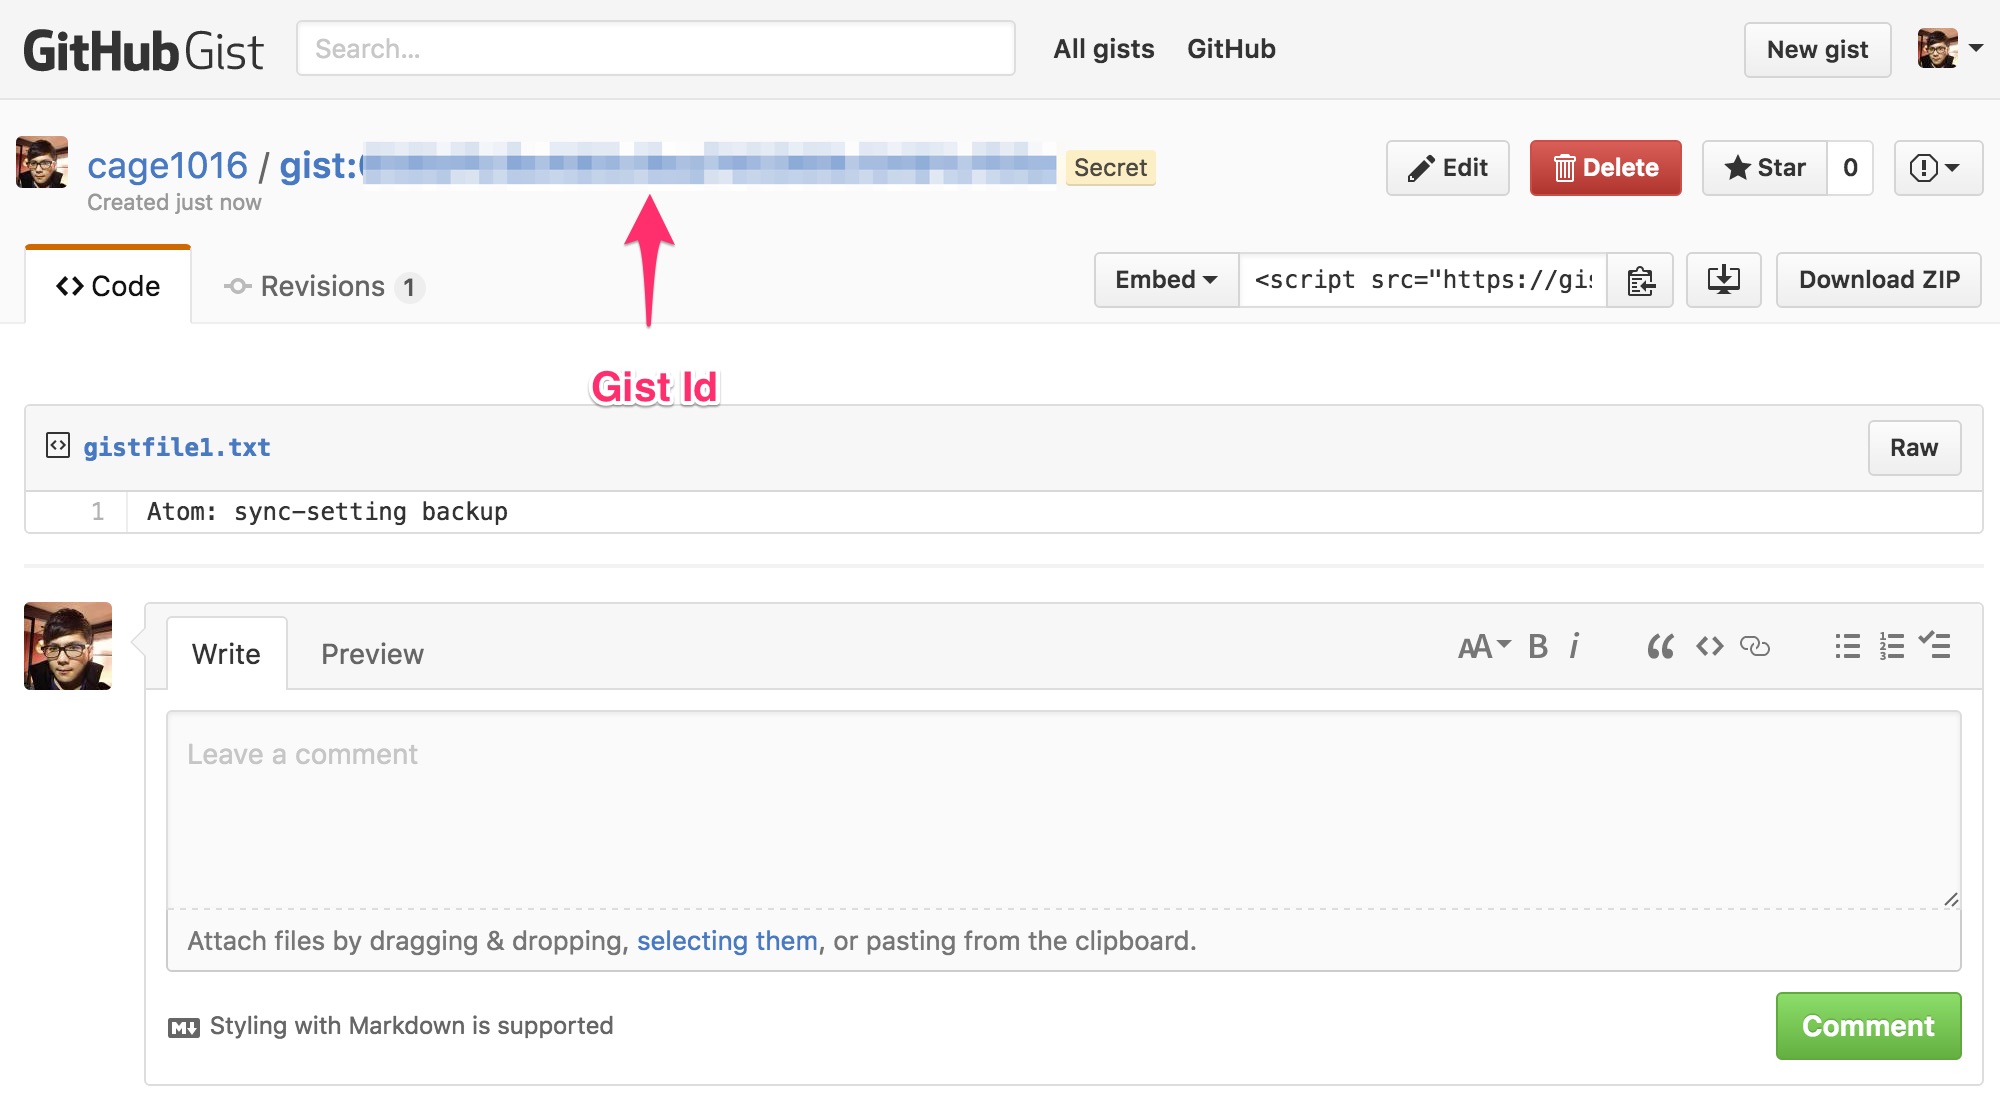 GitHub Gist Search... All gists GitHub New gist
cage1016 / gist: Secret Edit Delete Star 0
Created just now
Code Revisions 1 Embed <script src="https://gis Download ZIP
Gist Id
gistfile1.txt Raw
1 Atom: sync-setting backup
Write Preview AA B i
Leave a comment
Attach files by dragging & dropping, selecting them, or pasting from the clipboard.
Styling with Markdown is supported
Comment